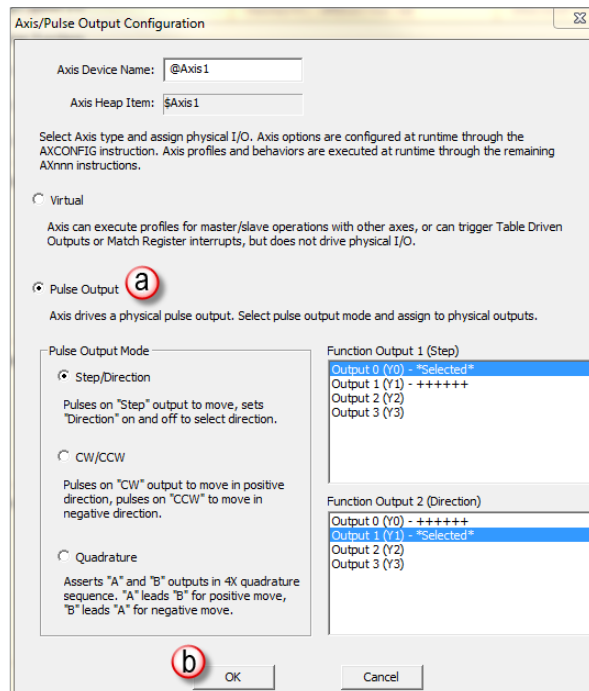 Axis/Pulse Output Configuration
Axis Device Name: @Axis1
Axis Heap Item: $Axis1
Select Axis type and assign physical I/O. Axis options are configured at runtime through the
AXCONFIG instruction. Axis profiles and behaviors are executed at runtime through the remaining
AXnnn instructions.
Virtual
Axis can execute profiles for master/slave operations with other axes, or can trigger Table Driven
Outputs or Match Register interrupts, but does not drive physical I/O.
Pulse Output a
Axis drives a physical pulse output. Select pulse output mode and assign to physical outputs.
Pulse Output Mode
Step/Direction
Pulses on "Step" output to move, sets
"Direction" on and off to select direction.
CW/CCW
Pulses on "CW" output to move in positive
direction, pulses on "CCW" to move in
negative direction.
Quadrature
Asserts "A" and "B" outputs in 4X quadrature
sequence. "A" leads "B" for positive move,
"B" leads "A" for negative move.
Function Output 1 (Step)
Output 0 (Y0) - *Selected*
Output 1 (Y1) - ++++++
Output 2 (Y2)
Output 3 (Y3)
Function Output 2 (Direction)
Output 0 (Y0) - ++++++
Output 1 (Y1) - *Selected*
Output 2 (Y2)
Output 3 (Y3)
b OK
Cancel